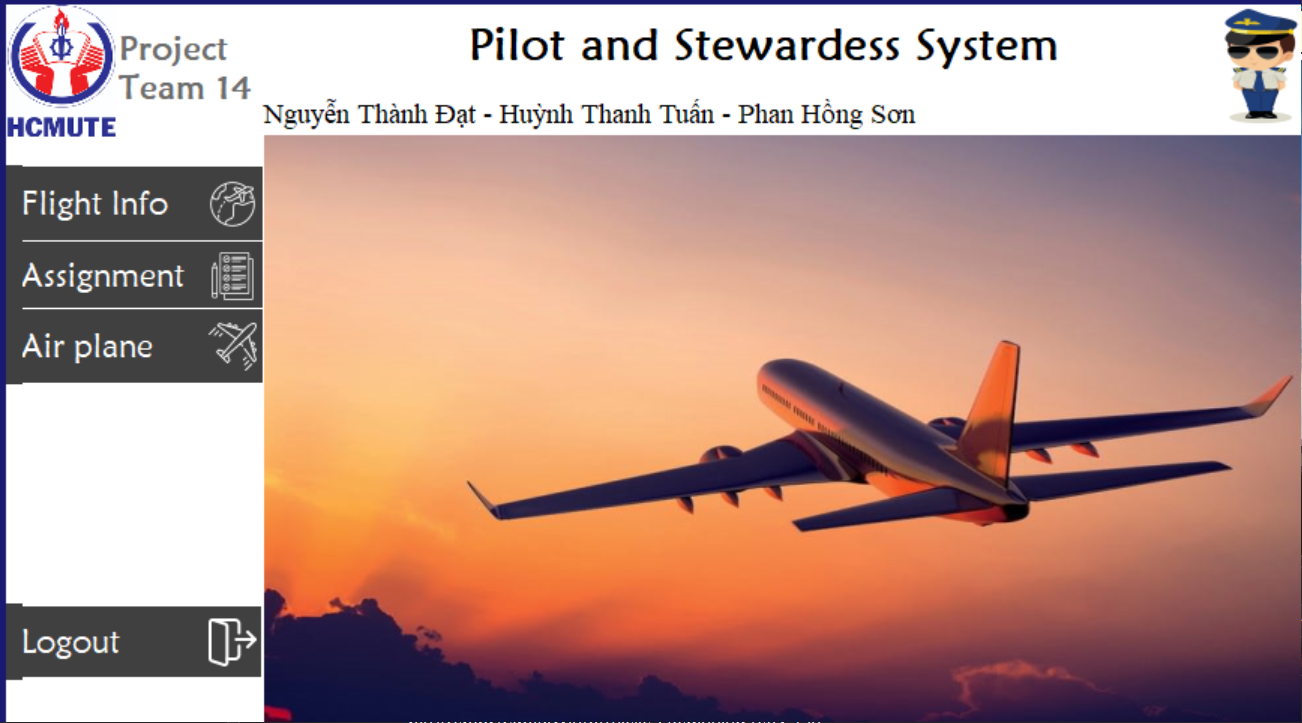 Project
Team 14
HCMUTE
Pilot and Stewardess System
Nguyễn Thành Đạt - Huỳnh Thanh Tuấn - Phan Hồng Sơn
Flight Info
Assignment
Air plane
Logout